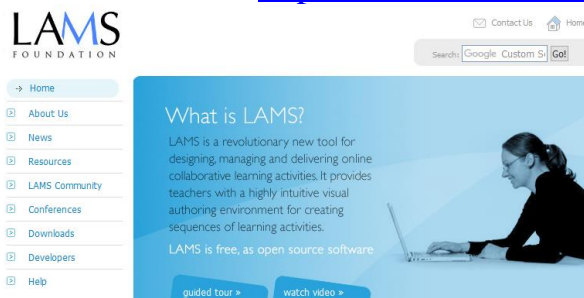 LAMS
FOUNDATION
Contact Us
Home
Search: Google Custom S Go!
Home
About Us
News
Resources
LAMS Community
Conferences
Downloads
Developers
Help
What is LAMS?
LAMS is a revolutionary new tool for
designing, managing and delivering online
collaborative learning activities. It provides
teachers with a highly intuitive visual
authoring environment for creating
sequences of learning activities.
LAMS is free, as open source software
guided tour »
watch video »